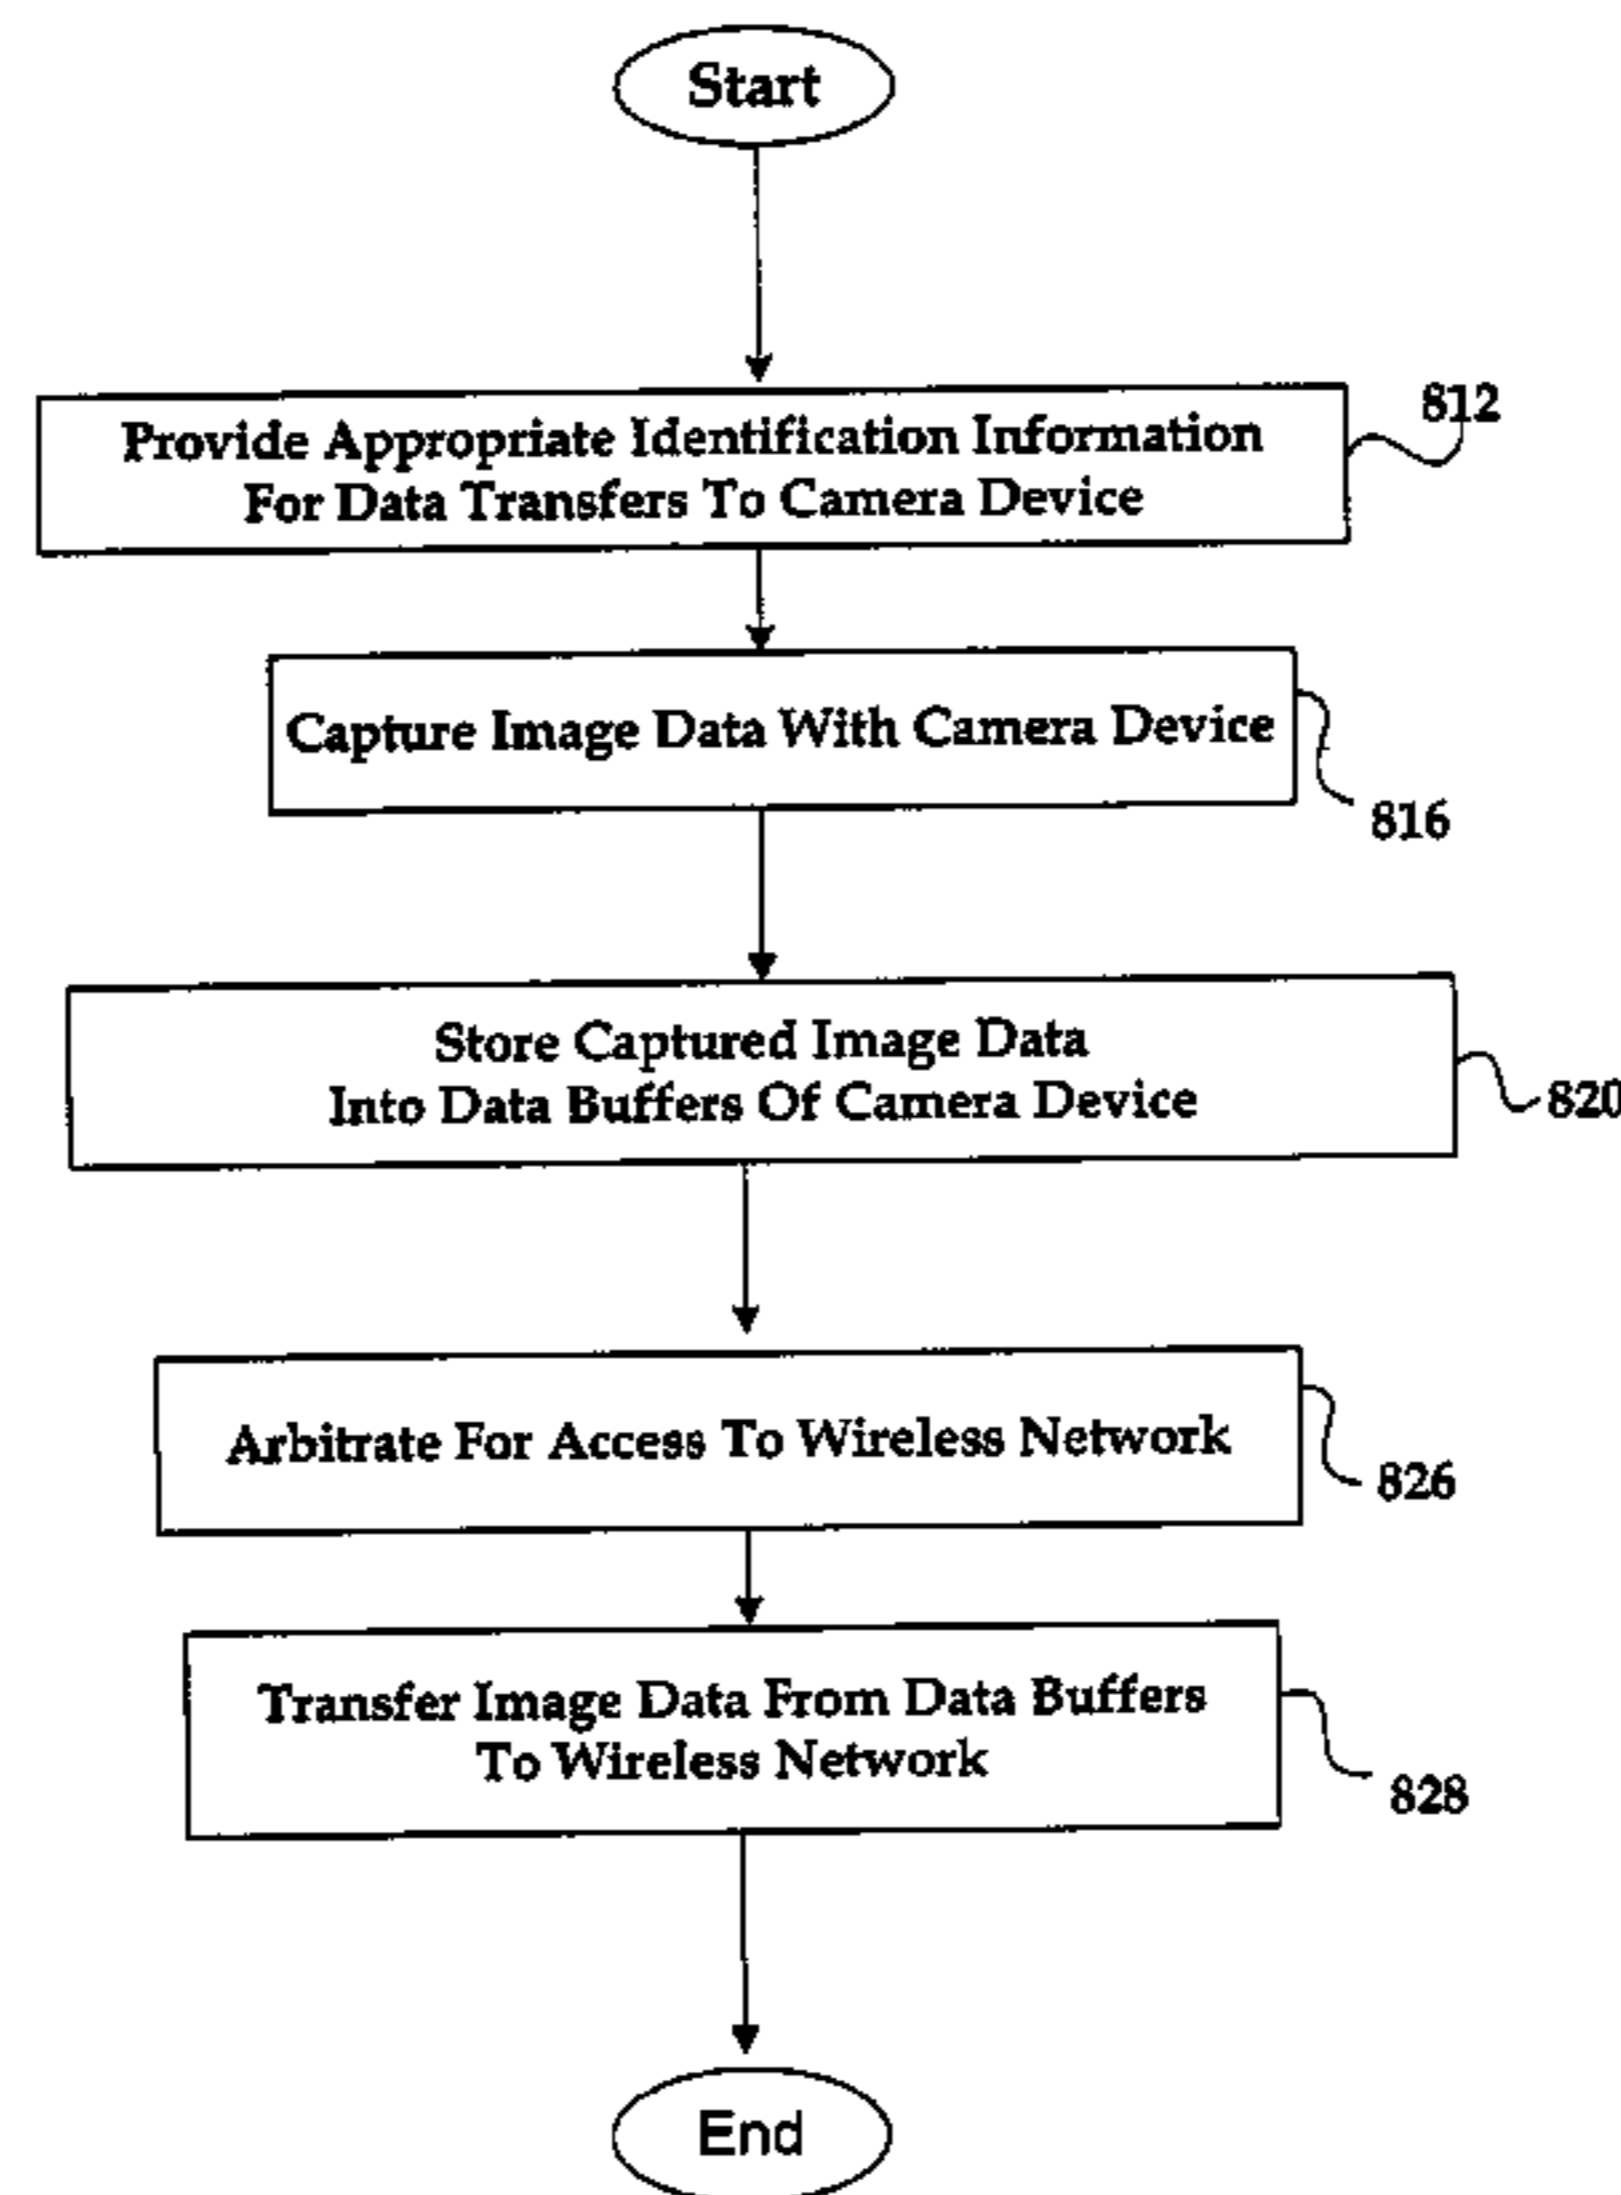 Start
Provide Appropriate Identification Information
For Data Transfers To Camera Device
812
Capture Image Data With Camera Device
816
Store Captured Image Data
Into Data Buffers Of Camera Device
820
Arbitrate For Access To Wireless Network
826
Transfer Image Data From Data Buffers
To Wireless Network
828
End